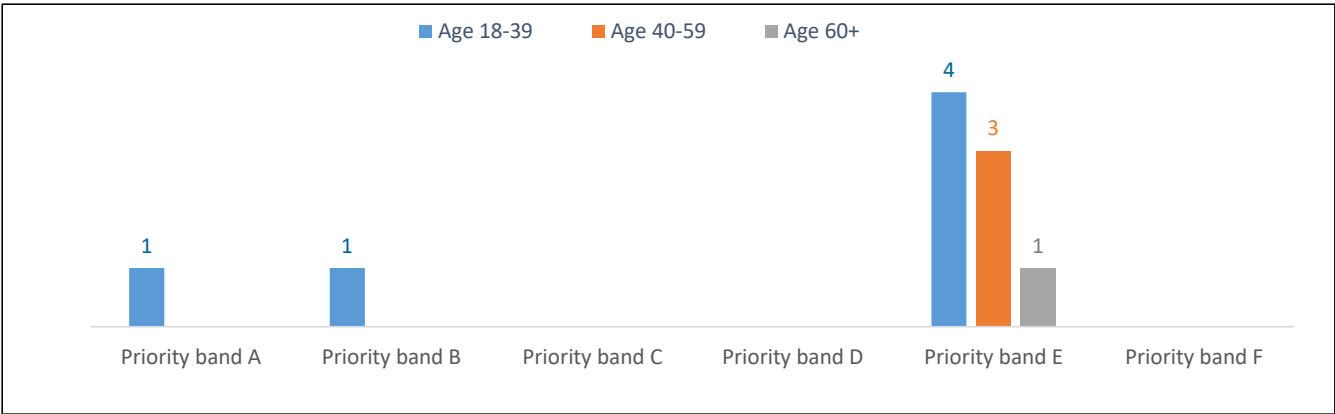 Age 18-39 Age 40-59 Age 60+
4
3
1 1 1
Priority band A Priority band B Priority band C Priority band D Priority band E Priority band F